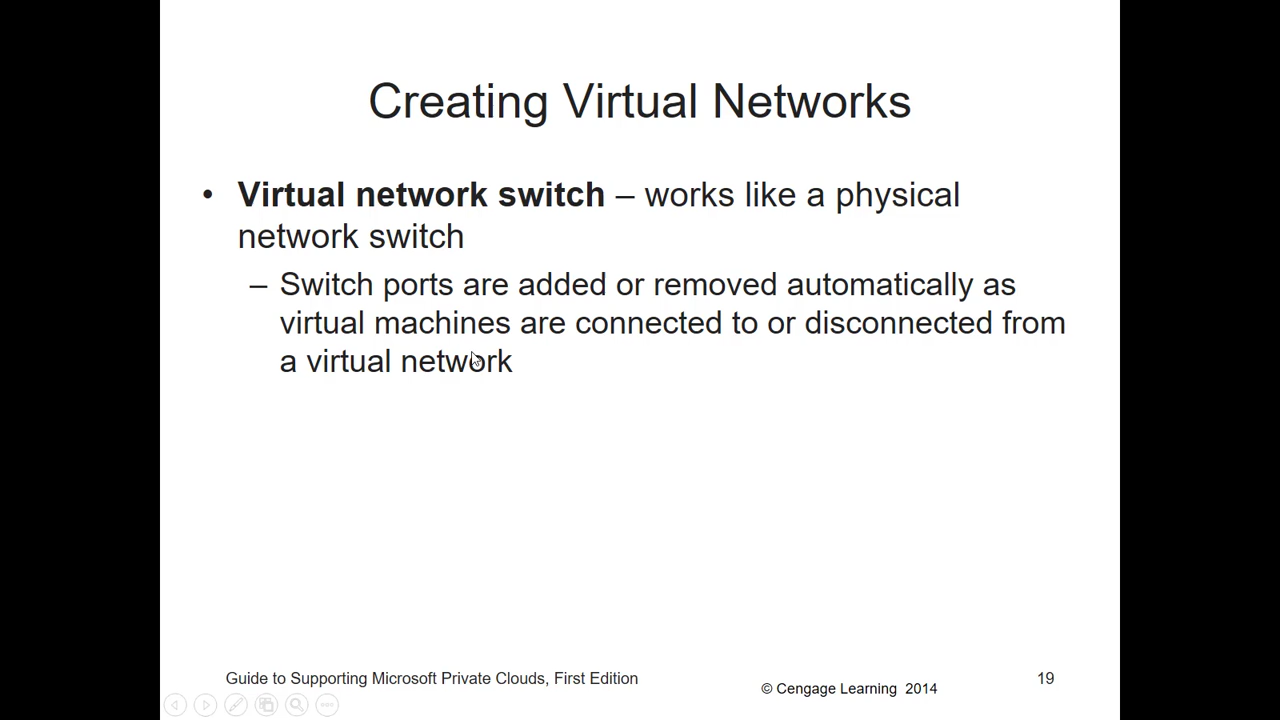 Creating Virtual Networks
• Virtual network switch – works like a physical
network switch
– Switch ports are added or removed automatically as
virtual machines are connected to or disconnected from
a virtual network
Guide to Supporting Microsoft Private Clouds, First Edition
© Cengage Learning 2014
19